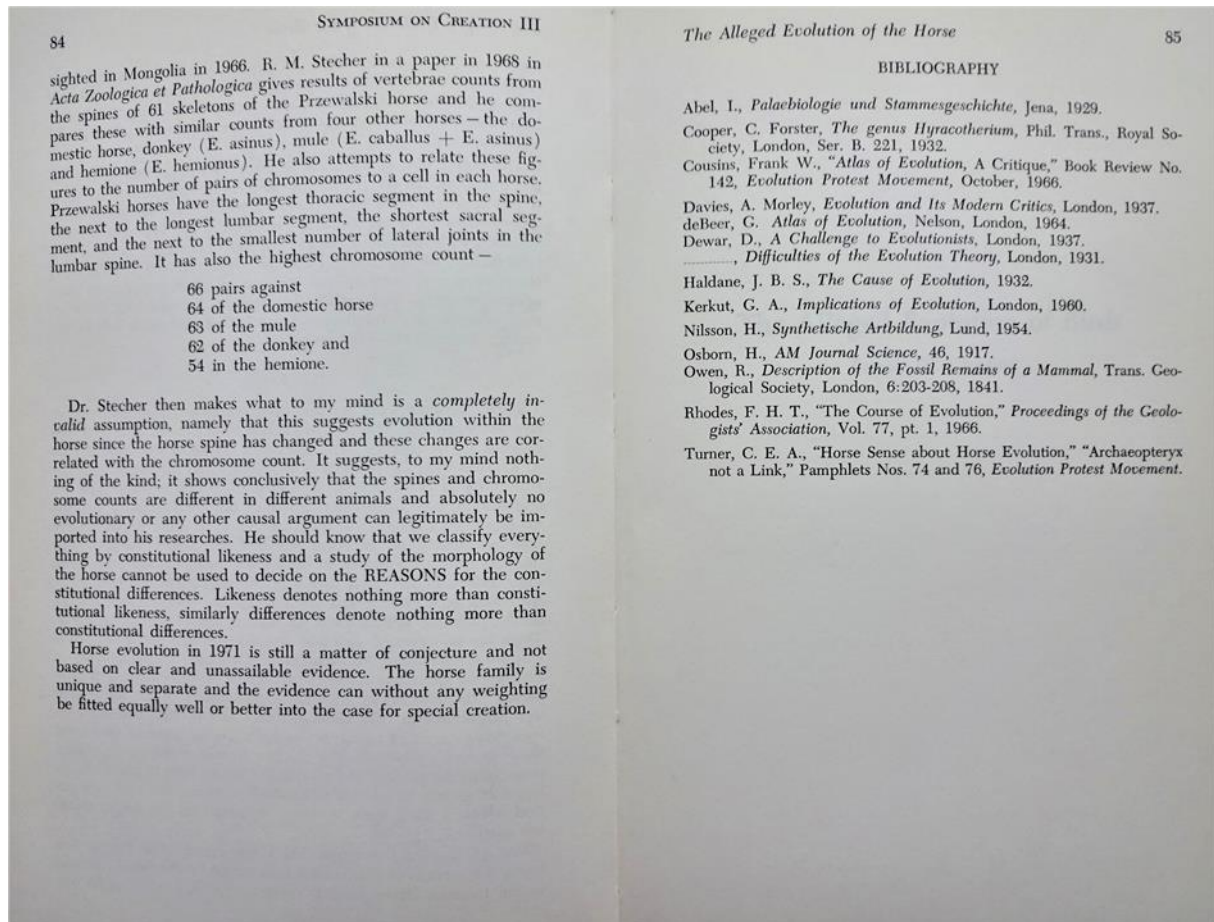 84
SYMPOSIUM ON CREATION III
sighted in Mongolia in 1966. R. M. Stecher in a paper in 1968 in
Acta Zoologica et Pathologica gives results of vertebrae counts from
the spines of 61 skeletons of the Przewalski horse and he com-
pares these with similar counts from four other horses — the do-
mestic horse, donkey (E. asinus), mule (E. caballus + E. asinus)
and hemione (E. hemionus). He also attempts to relate these fig-
ures to the number of pairs of chromosomes to a cell in each horse.
Przewalski horses have the longest thoracic segment in the spine,
the next to the longest lumbar segment, the shortest sacral seg-
ment, and the next to the smallest number of lateral joints in the
lumbar spine. It has also the highest chromosome count —
66 pairs against
64 of the domestic horse
63 of the mule
62 of the donkey and
54 in the hemione.
Dr. Stecher then makes what to my mind is a completely in-
valid assumption, namely that this suggests evolution within the
horse since the horse spine has changed and these changes are cor-
related with the chromosome count. It suggests, to my mind noth-
ing of the kind; it shows conclusively that the spines and chromo-
some counts are different in different animals and absolutely no
evolutionary or any other causal argument can legitimately be im-
ported into his researches. He should know that we classify every-
thing by constitutional likeness and a study of the morphology of
the horse cannot be used to decide on the REASONS for the con-
stitutional differences. Likeness denotes nothing more than consti-
tutional likeness, similarly differences denote nothing more than
constitutional differences.
Horse evolution in 1971 is still a matter of conjecture and not
based on clear and unassailable evidence. The horse family is
unique and separate and the evidence can without any weighting
be fitted equally well or better into the case for special creation.
The Alleged Evolution of the Horse
85
BIBLIOGRAPHY
Abel, I., Palaebiologie und Stammesgeschichte, Jena, 1929.
Cooper, C. Forster, The genus Hyracotherium, Phil. Trans., Royal So-
ciety, London, Ser. B. 221, 1932.
Cousins, Frank W., "Atlas of Evolution, A Critique," Book Review No.
142, Evolution Protest Movement, October, 1966.
Davies, A. Morley, Evolution and Its Modern Critics, London, 1937.
deBeer, G. Atlas of Evolution, Nelson, London, 1964.
Dewar, D., A Challenge to Evolutionists, London, 1937.
..........., Difficulties of the Evolution Theory, London, 1931.
Haldane, J. B. S., The Cause of Evolution, 1932.
Kerkut, G. A., Implications of Evolution, London, 1960.
Nilsson, H., Synthetische Artbildung, Lund, 1954.
Osborn, H., AM Journal Science, 46, 1917.
Owen, R., Description of the Fossil Remains of a Mammal, Trans. Geo-
logical Society, London, 6:203-208, 1841.
Rhodes, F. H. T., "The Course of Evolution," Proceedings of the Geolo-
gists' Association, Vol. 77, pt. 1, 1966.
Turner, C. E. A., "Horse Sense about Horse Evolution," "Archaeopteryx
not a Link," Pamphlets Nos. 74 and 76, Evolution Protest Movement.